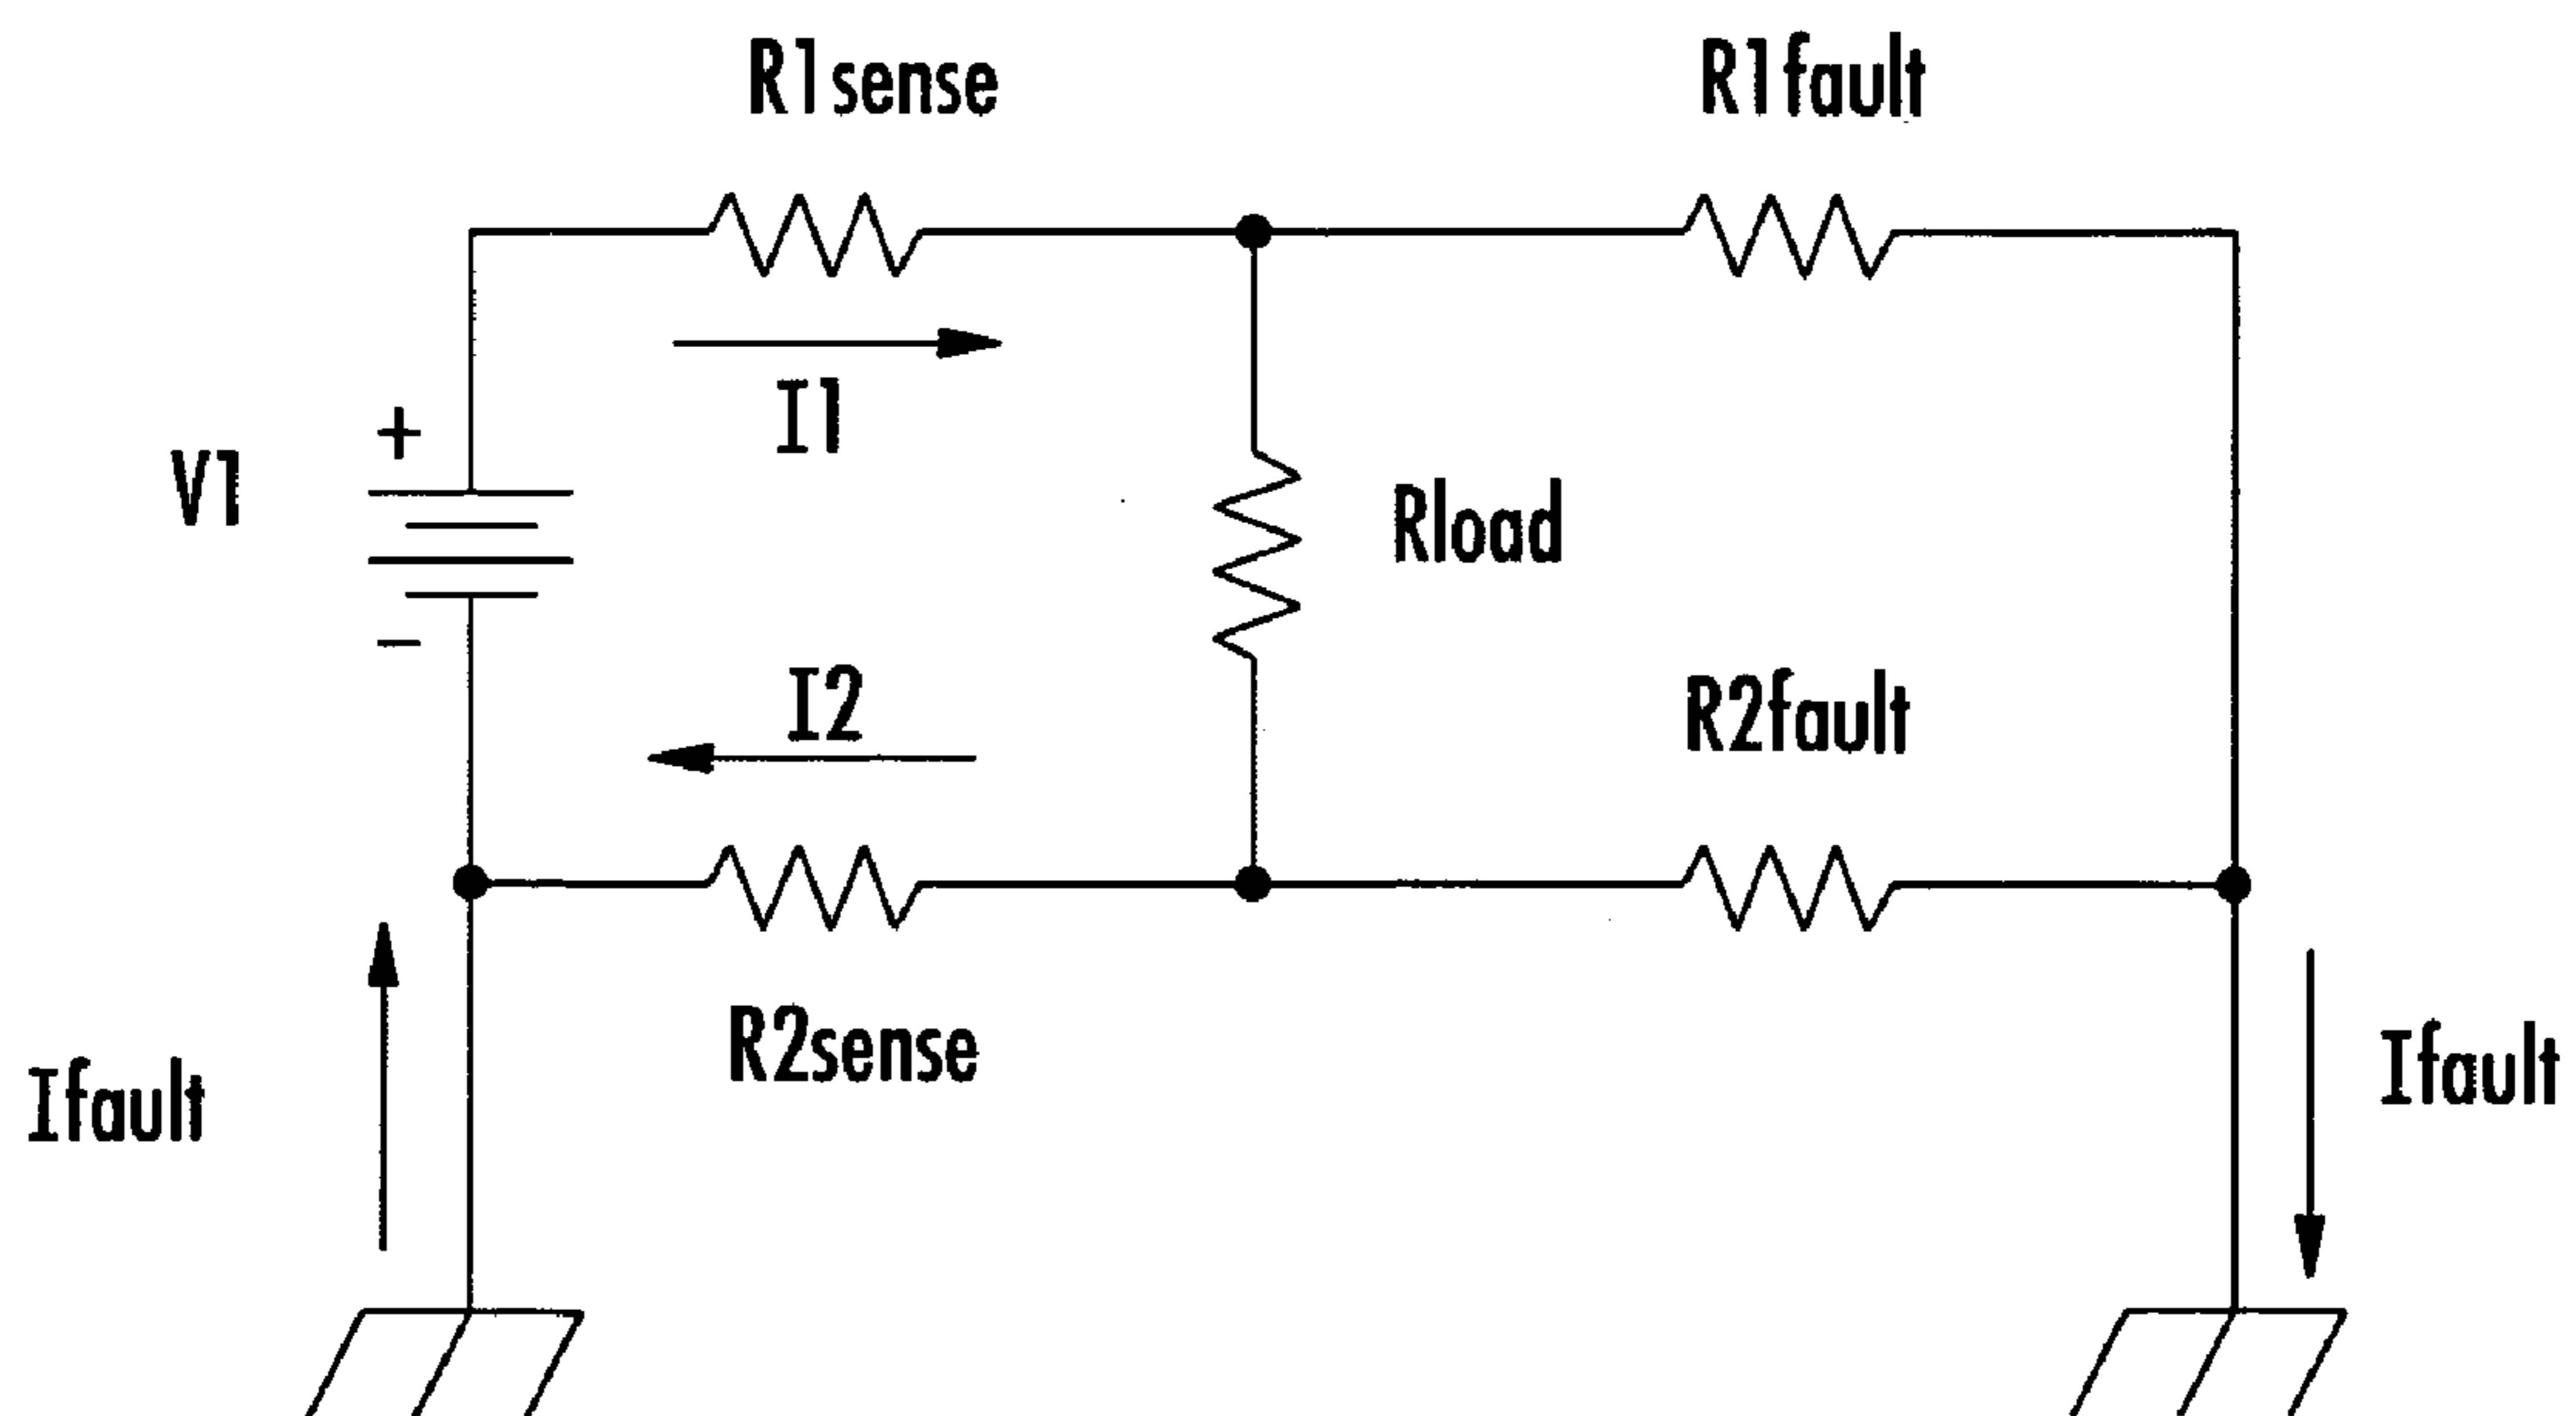 R1sense
R1fault
I1
+
V1
Rload
−
I2
R2fault
R2sense
Ifault
Ifault